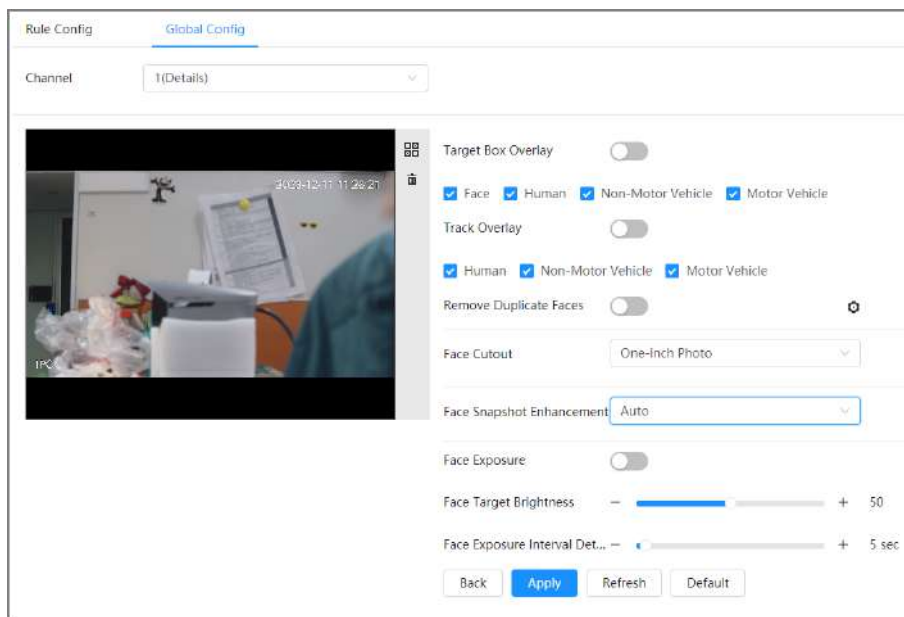 Rule Config Global Config
Channel 1(Details)
2023-12-11 11:28:21
Target Box Overlay
Face Human Non-Motor Vehicle Motor Vehicle
Track Overlay
Human Non-Motor Vehicle Motor Vehicle
Remove Duplicate Faces
1PC
Face Cutout One-Inch Photo
Face Snapshot Enhancement Auto
Face Exposure
Face Target Brightness − + 50
Face Exposure Interval Det... − + 5 sec
Back Apply Refresh Default